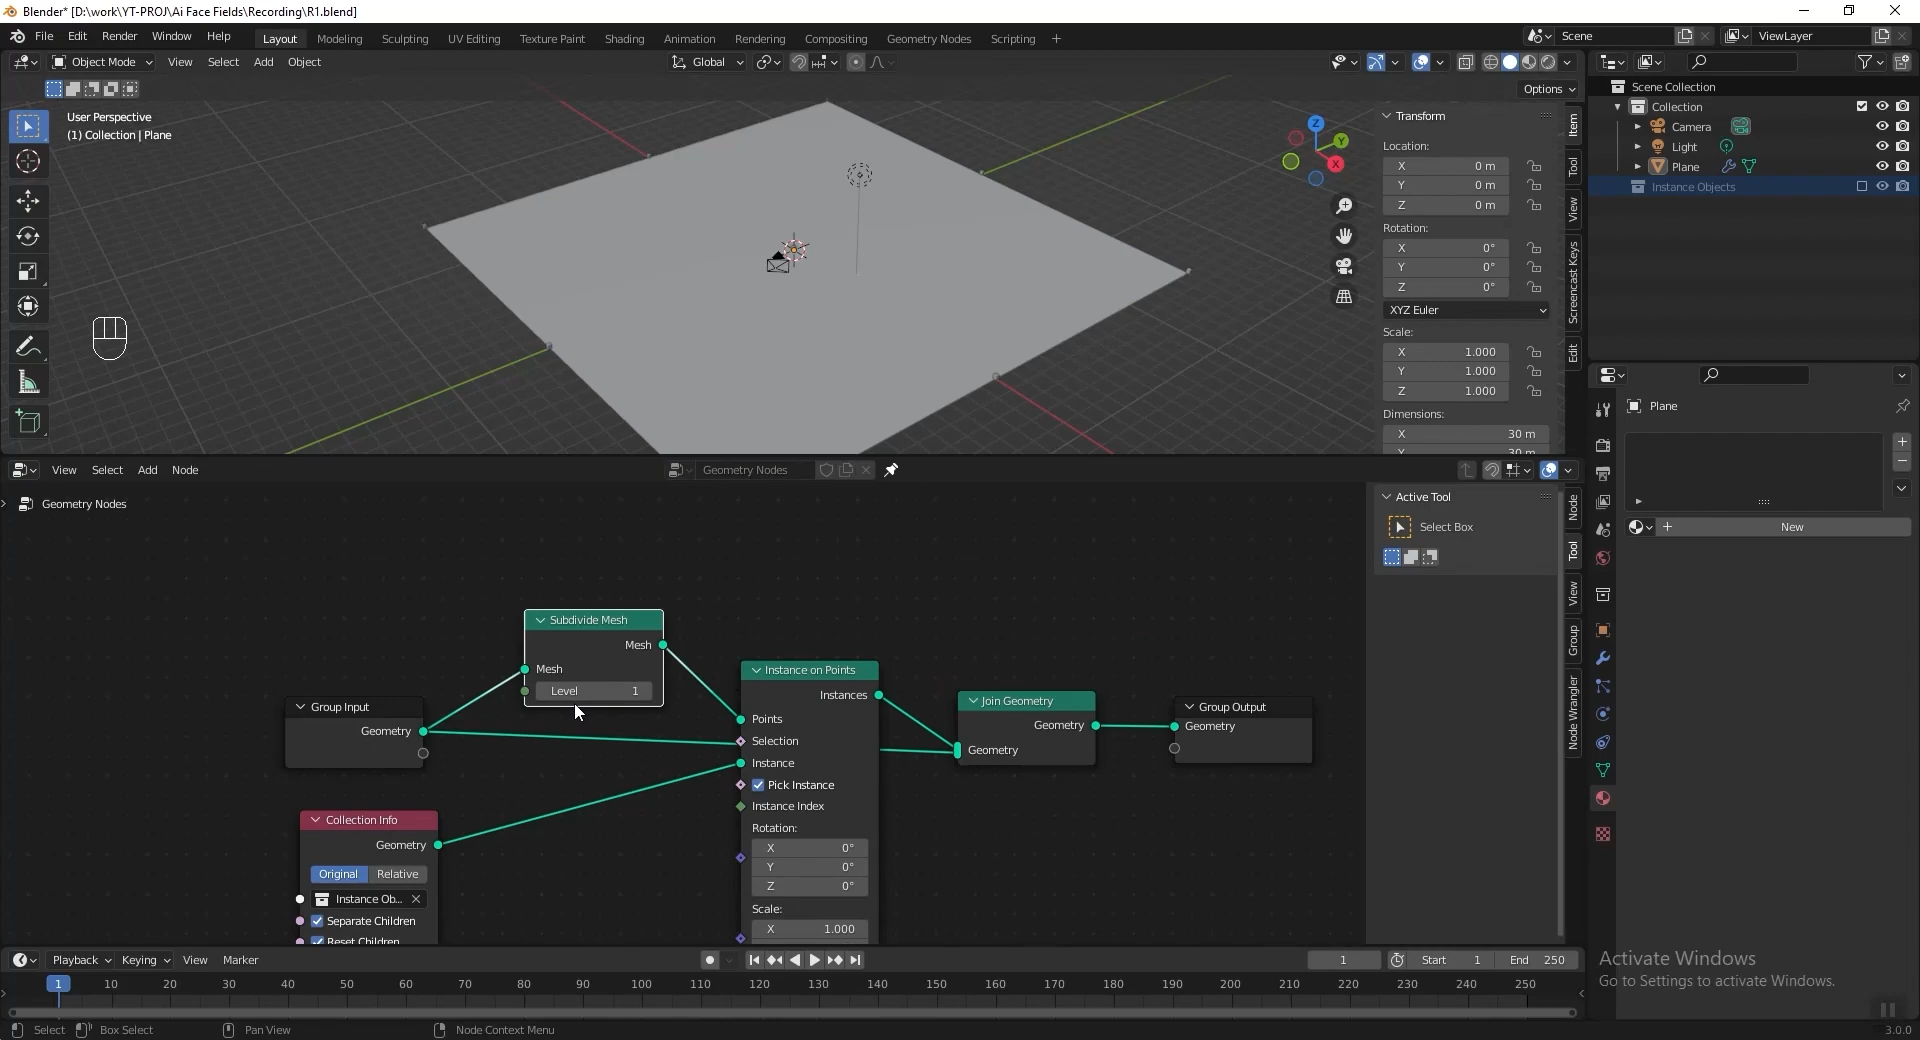 Blender* [D:\work\YT-PROJ\Ai Face Fields\Recording\R1.blend]
File Edit Render Window Help Layout Modeling Sculpting UV Editing Texture Paint Shading Animation Rendering Compositing Geometry Nodes Scripting + Scene ViewLayer
Object Mode View Select Add Object Global
Options
User Perspective
(1) Collection | Plane
Z
Y
X
Transform
Location:
X 0 m
Y 0 m
Z 0 m
Rotation:
X 0°
Y 0°
Z 0°
XYZ Euler
Scale:
X 1.000
Y 1.000
Z 1.000
Dimensions:
X 30 m
30 m
Item
Tool
View
Screencast Keys
Edit
Scene Collection
Collection
Camera
Light
Plane
Instance Objects
Plane
New
View Select Add Node Geometry Nodes
Geometry Nodes
Active Tool
Select Box
Node
Tool
View
Group
Node Wrangler
Subdivide Mesh
Mesh
Mesh
Level 1
Group Input
Geometry
Collection Info
Geometry
Original Relative
Instance Ob...
Separate Children
Reset Children
Instance on Points
Instances
Points
Selection
Instance
Pick Instance
Instance Index
Rotation:
X 0°
Y 0°
Z 0°
Scale:
X 1.000
Join Geometry
Geometry
Geometry
Group Output
Geometry
Playback Keying View Marker 1 Start 1 End 250
1 10 20 30 40 50 60 70 80 90 100 110 120 130 140 150 160 170 180 190 200 210 220 230 240 250
Activate Windows
Go to Settings to activate Windows.
Select Box Select Pan View Node Context Menu 3.0.0